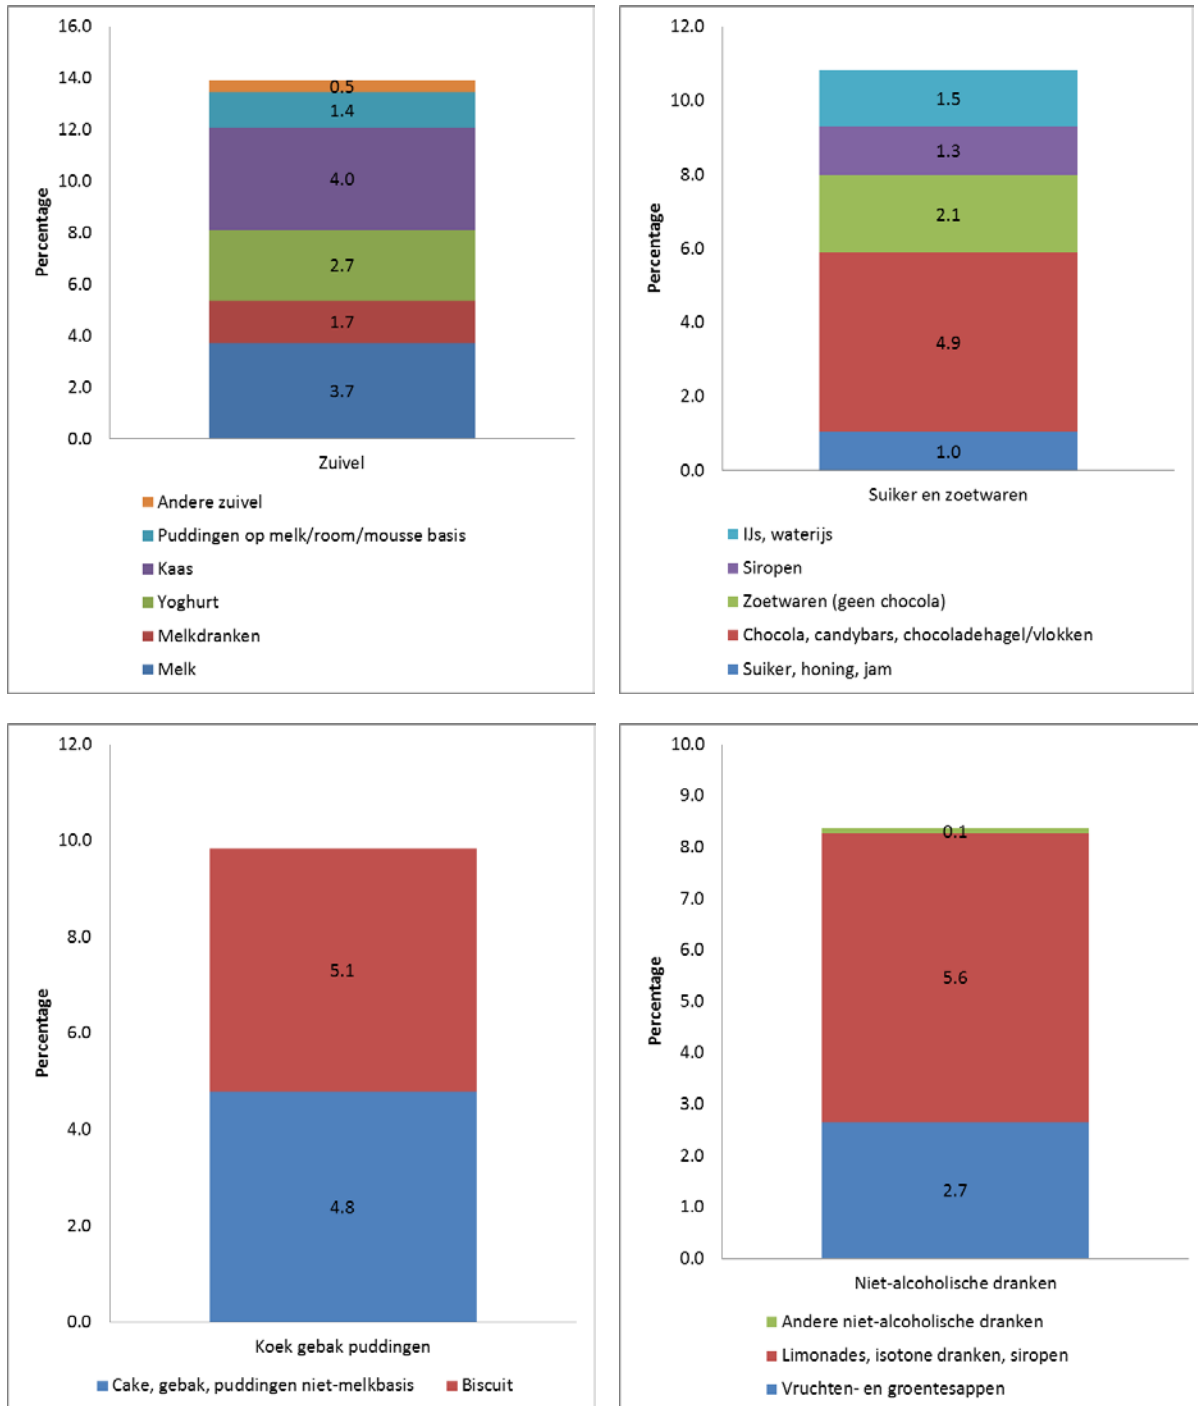 16.0
14.0
12.0
10.0
8.0
6.0
4.0
2.0
0.0
Percentage
0.5
1.4
4.0
2.7
1.7
3.7
Zuivel
Andere zuivel
Puddingen op melk/room/mousse basis
Kaas
Yoghurt
Melkdranken
Melk
12.0
10.0
8.0
6.0
4.0
2.0
0.0
Percentage
1.5
1.3
2.1
4.9
1.0
Suiker en zoetwaren
IJs, waterijs
Siropen
Zoetwaren (geen chocola)
Chocola, candybars, chocoladehagel/vlokken
Suiker, honing, jam
12.0
10.0
8.0
6.0
4.0
2.0
0.0
Percentage
5.1
4.8
Koek gebak puddingen
Cake, gebak, puddingen niet-melkbasis Biscuit
10.0
9.0
8.0
7.0
6.0
5.0
4.0
3.0
2.0
1.0
0.0
Percentage
0.1
5.6
2.7
Niet-alcoholische dranken
Andere niet-alcoholische dranken
Limonades, isotone dranken, siropen
Vruchten- en groentesappen